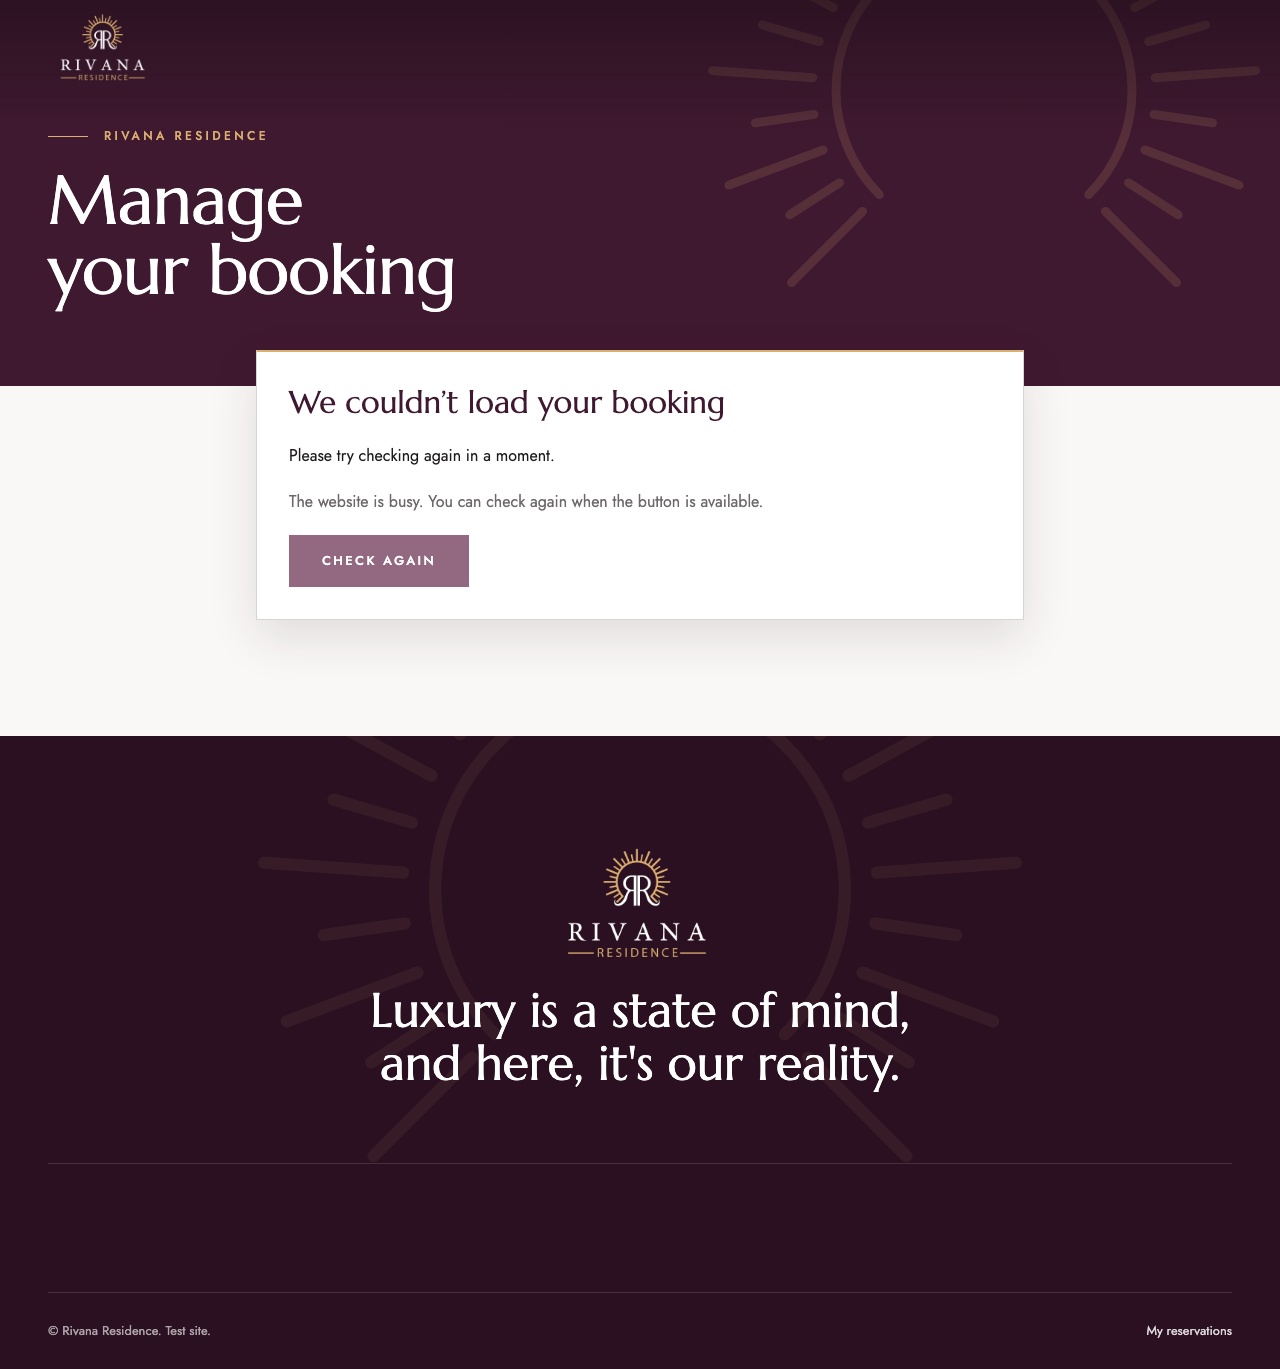 RIVANA
RESIDENCE
RIVANA RESIDENCE
Manage
your booking
We couldn’t load your booking
Please try checking again in a moment.
The website is busy. You can check again when the button is available.
CHECK AGAIN
RIVANA
RESIDENCE
Luxury is a state of mind,
and here, it's our reality.
© Rivana Residence. Test site.
My reservations